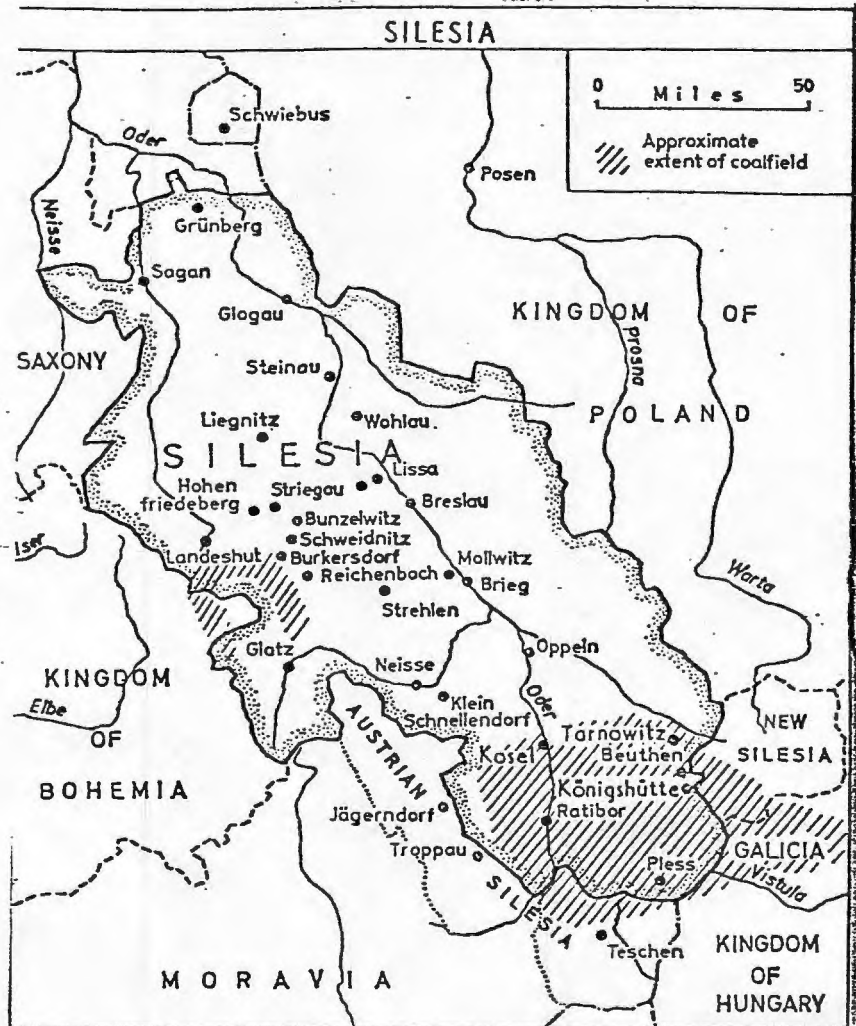 SILESIA
0 Miles 50
Approximate
extent of coalfield
Schwiebus
Oder
Posen
Neisse
Grünberg
Sagan
Glogau
KINGDOM OF
POLAND
Prosna
SAXONY
Steinau
Wohlau.
Liegnitz
SILESIA
Lissa
Hohen
friedeberg
Striegau
Breslau
Bunzelwitz
Iser
Schweidnitz
Landeshut
Burkersdorf
Mollwitz
Reichenbach
Brieg
Warta
Strehlen
Oppeln
Glatz
Neisse
KINGDOM
OF
BOHEMIA
Elbe
Klein
Schnellendorf
Oder
NEW
SILESIA
Tarnowitz
Beuthen
Kosel
AUSTRIAN
SILESIA
Königshütte
Jägerndorf
Ratibor
Troppau
GALICIA
Pless
Vistula
Teschen
MORAVIA
KINGDOM
OF
HUNGARY